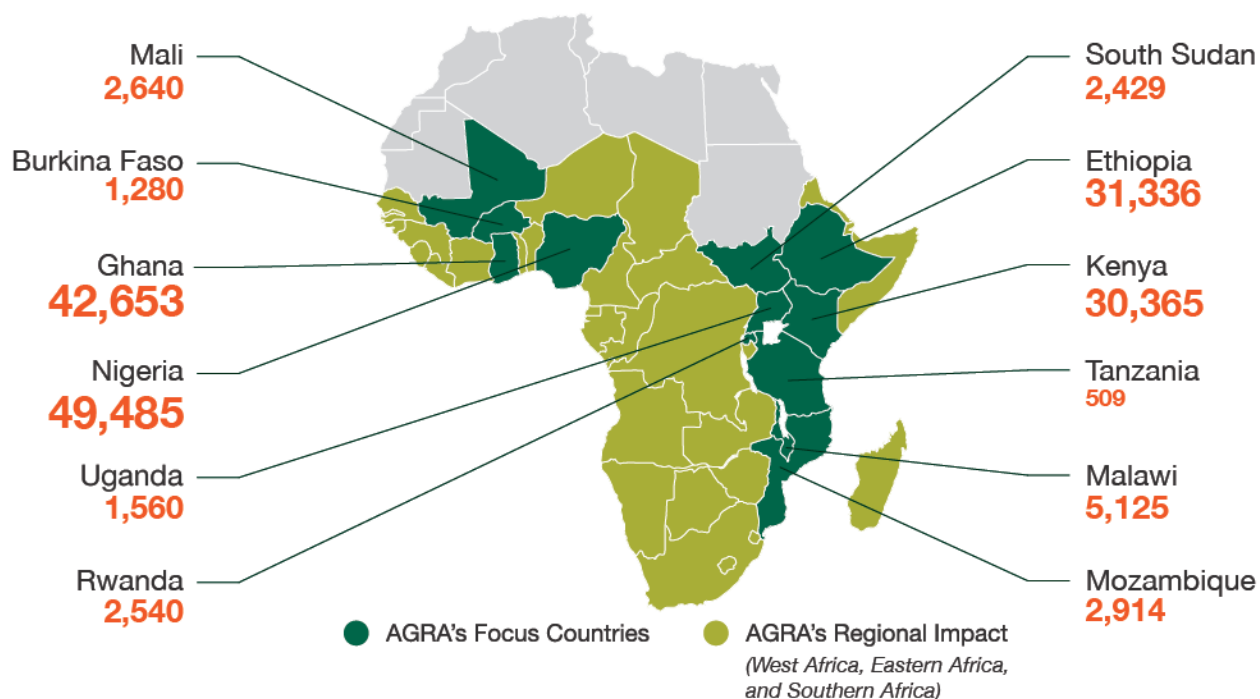 Mali
2,640
Burkina Faso
1,280
Ghana
42,653
Nigeria
49,485
Uganda
1,560
Rwanda
2,540
South Sudan
2,429
Ethiopia
31,336
Kenya
30,365
Tanzania
509
Malawi
5,125
Mozambique
2,914
AGRA's Focus Countries
AGRA's Regional Impact
(West Africa, Eastern Africa,
and Southern Africa)